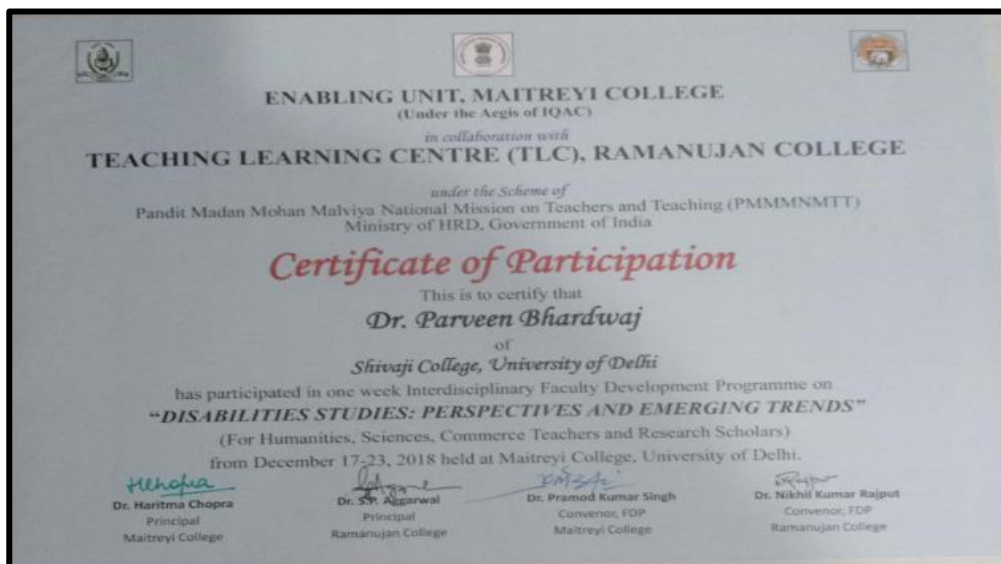 ENABLING UNIT, MAITREYI COLLEGE
(Under the Aegis of IQAC)
in collaboration with
TEACHING LEARNING CENTRE (TLC), RAMANUJAN COLLEGE
under the Scheme of
Pandit Madan Mohan Malviya National Mission on Teachers and Teaching (PMMMNMTT)
Ministry of HRD, Government of India
Certificate of Participation
This is to certify that
Dr. Parveen Bhardwaj
of
Shivaji College, University of Delhi
has participated in one week Interdisciplinary Faculty Development Programme on
“DISABILITIES STUDIES: PERSPECTIVES AND EMERGING TRENDS”
(For Humanities, Sciences, Commerce Teachers and Research Scholars)
from December 17-23, 2018 held at Maitreyi College, University of Delhi.
Dr. Haritma Chopra Dr. S.P. Aggarwal Dr. Pramod Kumar Singh Dr. Nikhil Kumar Rajput
Principal Principal Convenor, FDP Convenor, FDP
Maitreyi College Ramanujan College Maitreyi College Ramanujan College